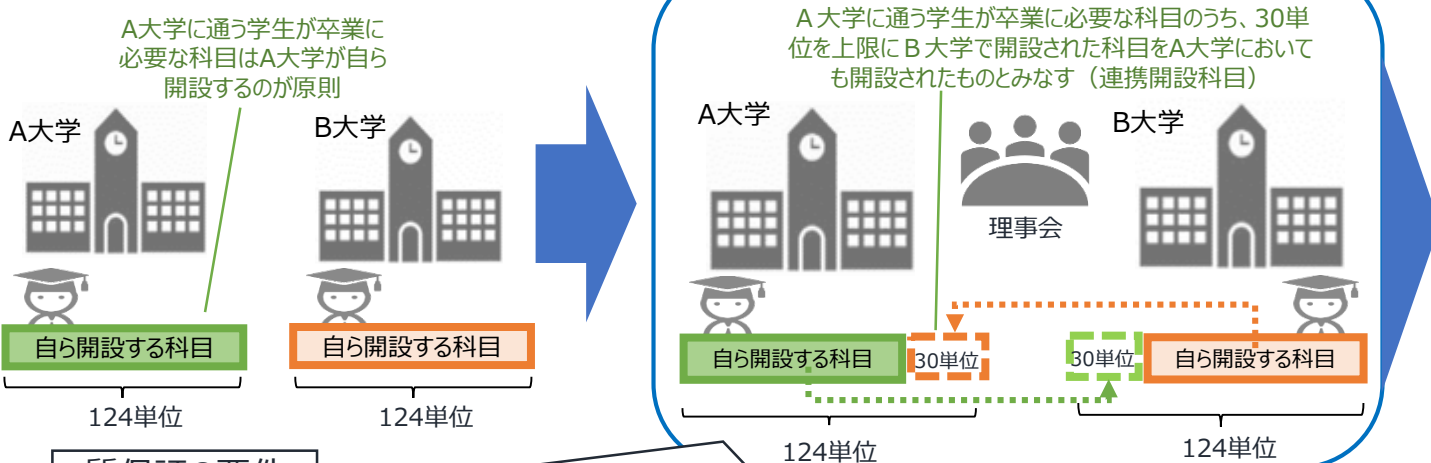 A大学に通う学生が卒業に
必要な科目はA大学が自ら
開設するのが原則
A大学
B大学
自ら開設する科目
自ら開設する科目
124単位
124単位
A大学に通う学生が卒業に必要な科目のうち、30単
位を上限にB大学で開設された科目をA大学において
も開設されたものとみなす（連携開設科目）
A大学
B大学
理事会
自ら開設する科目
30単位
30単位
自ら開設する科目
124単位
124単位
質保証の要件